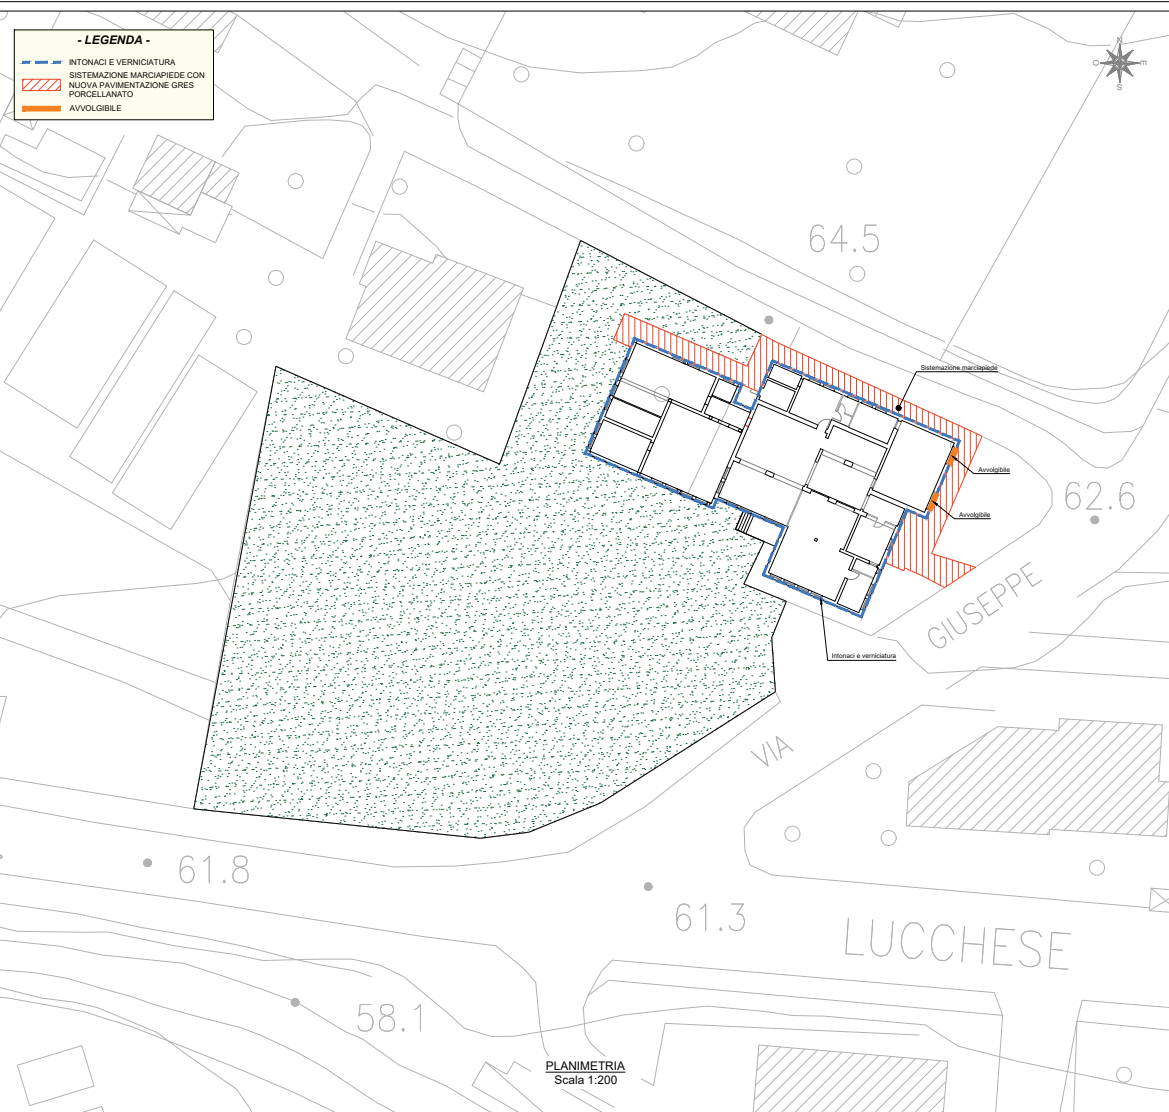 - LEGENDA -
INTONACI E VERNICIATURA
SISTEMAZIONE MARCIAPIEDE CON
NUOVA PAVIMENTAZIONE GRES
PORCELLANATO
AVVOLGIBILE
N
O
S
64.5
Sistemazione marciapiede
Avvolgibile
62.6
Avvolgibile
GIUSEPPE
Intonaci e verniciatura
VIA
61.8
61.3
LUCCHESE
58.1
PLANIMETRIA
Scala 1:200